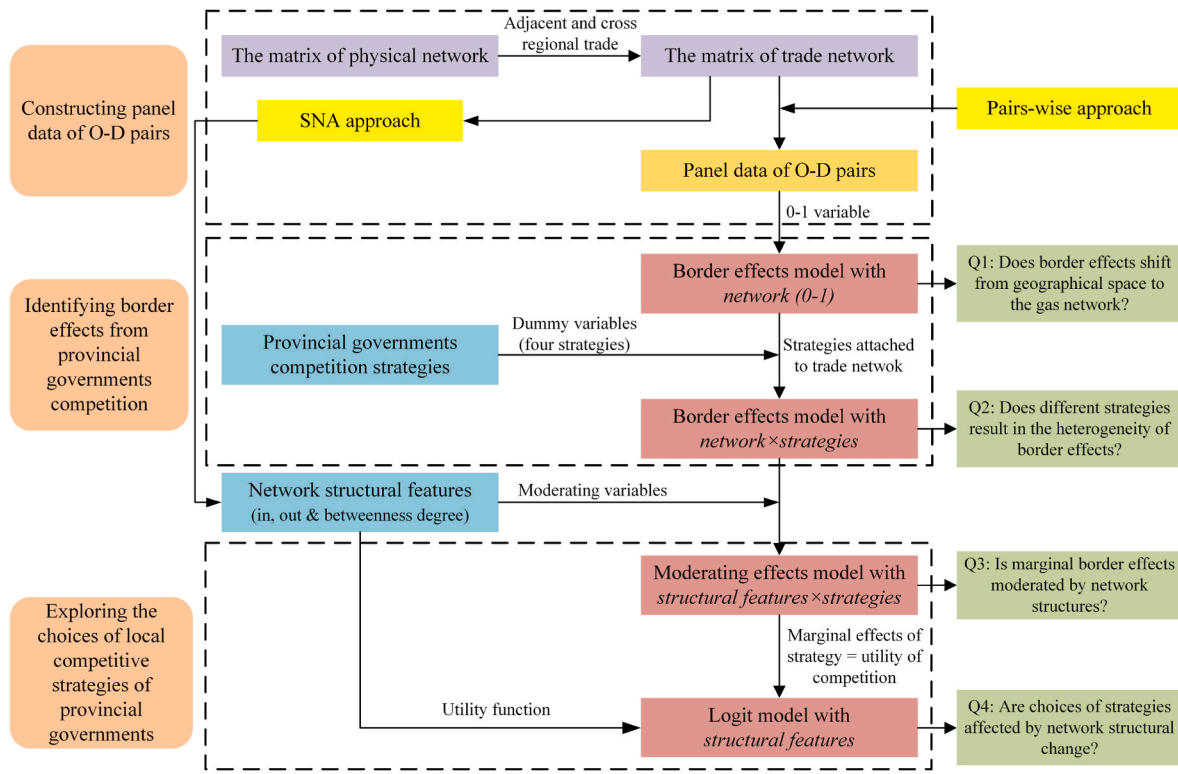 Adjacent and cross
regional trade
The matrix of physical network
The matrix of trade network
Constructing panel
data of O-D pairs
SNA approach
Pairs-wise approach
Panel data of O-D pairs
0-1 variable
Identifying border
effects from
provincial
governments
competition
Border effects model with
network (0-1)
Q1: Does border effects shift
from geographical space to
the gas network?
Provincial governments
competition strategies
Dummy variables
(four strategies)
Strategies attached
to trade netwok
Border effects model with
network×strategies
Q2: Does different strategies
result in the heterogeneity of
border effects?
Network structural features
(in, out & betweenness degree)
Moderating variables
Exploring the
choices of local
competitive
strategies of
provincial
governments
Moderating effects model with
structural features×strategies
Q3: Is marginal border effects
moderated by network
structures?
Marginal effects of
strategy = utility of
competition
Utility function
Logit model with
structural features
Q4: Are choices of strategies
affected by network structural
change?